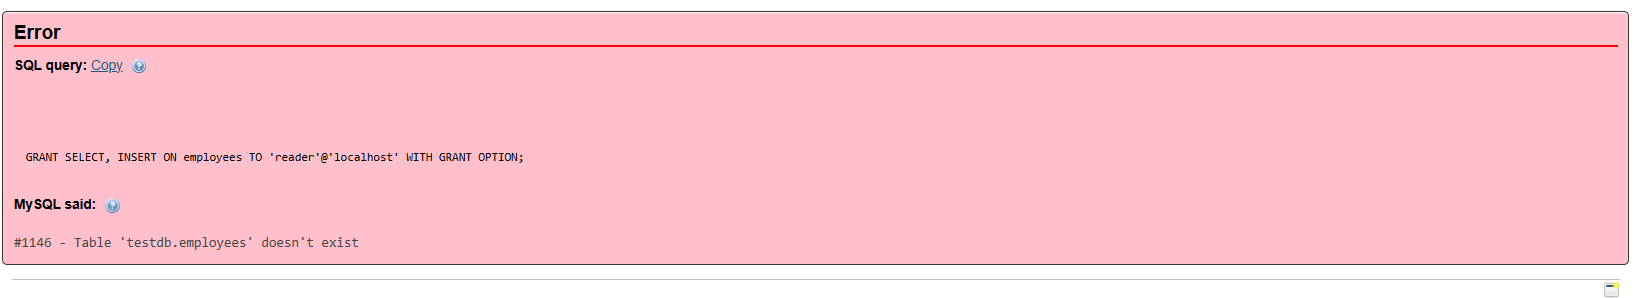 Error
SQL query: Copy
GRANT SELECT, INSERT ON employees TO 'reader'@'localhost' WITH GRANT OPTION;
MySQL said:
#1146 - Table 'testdb.employees' doesn't exist